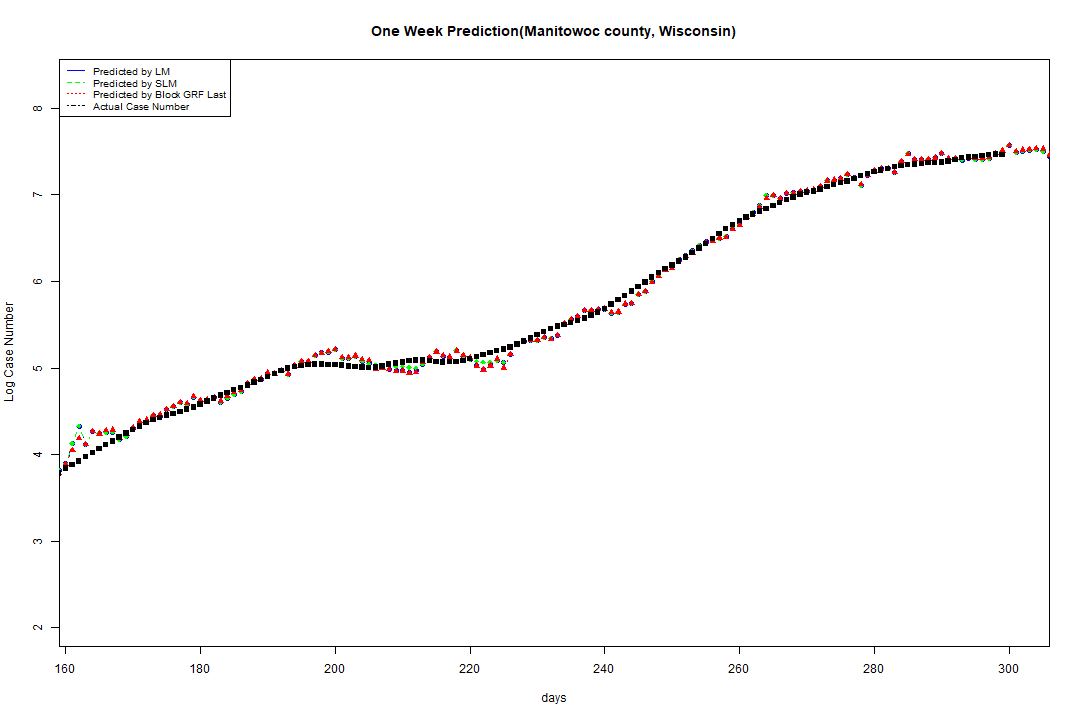 One Week Prediction(Manitowoc county, Wisconsin)
Predicted by LM
Predicted by SLM
Predicted by Block GRF Last
Actual Case Number
8
7
6
5
4
3
2
Log Case Number
160 180 200 220 240 260 280 300
days